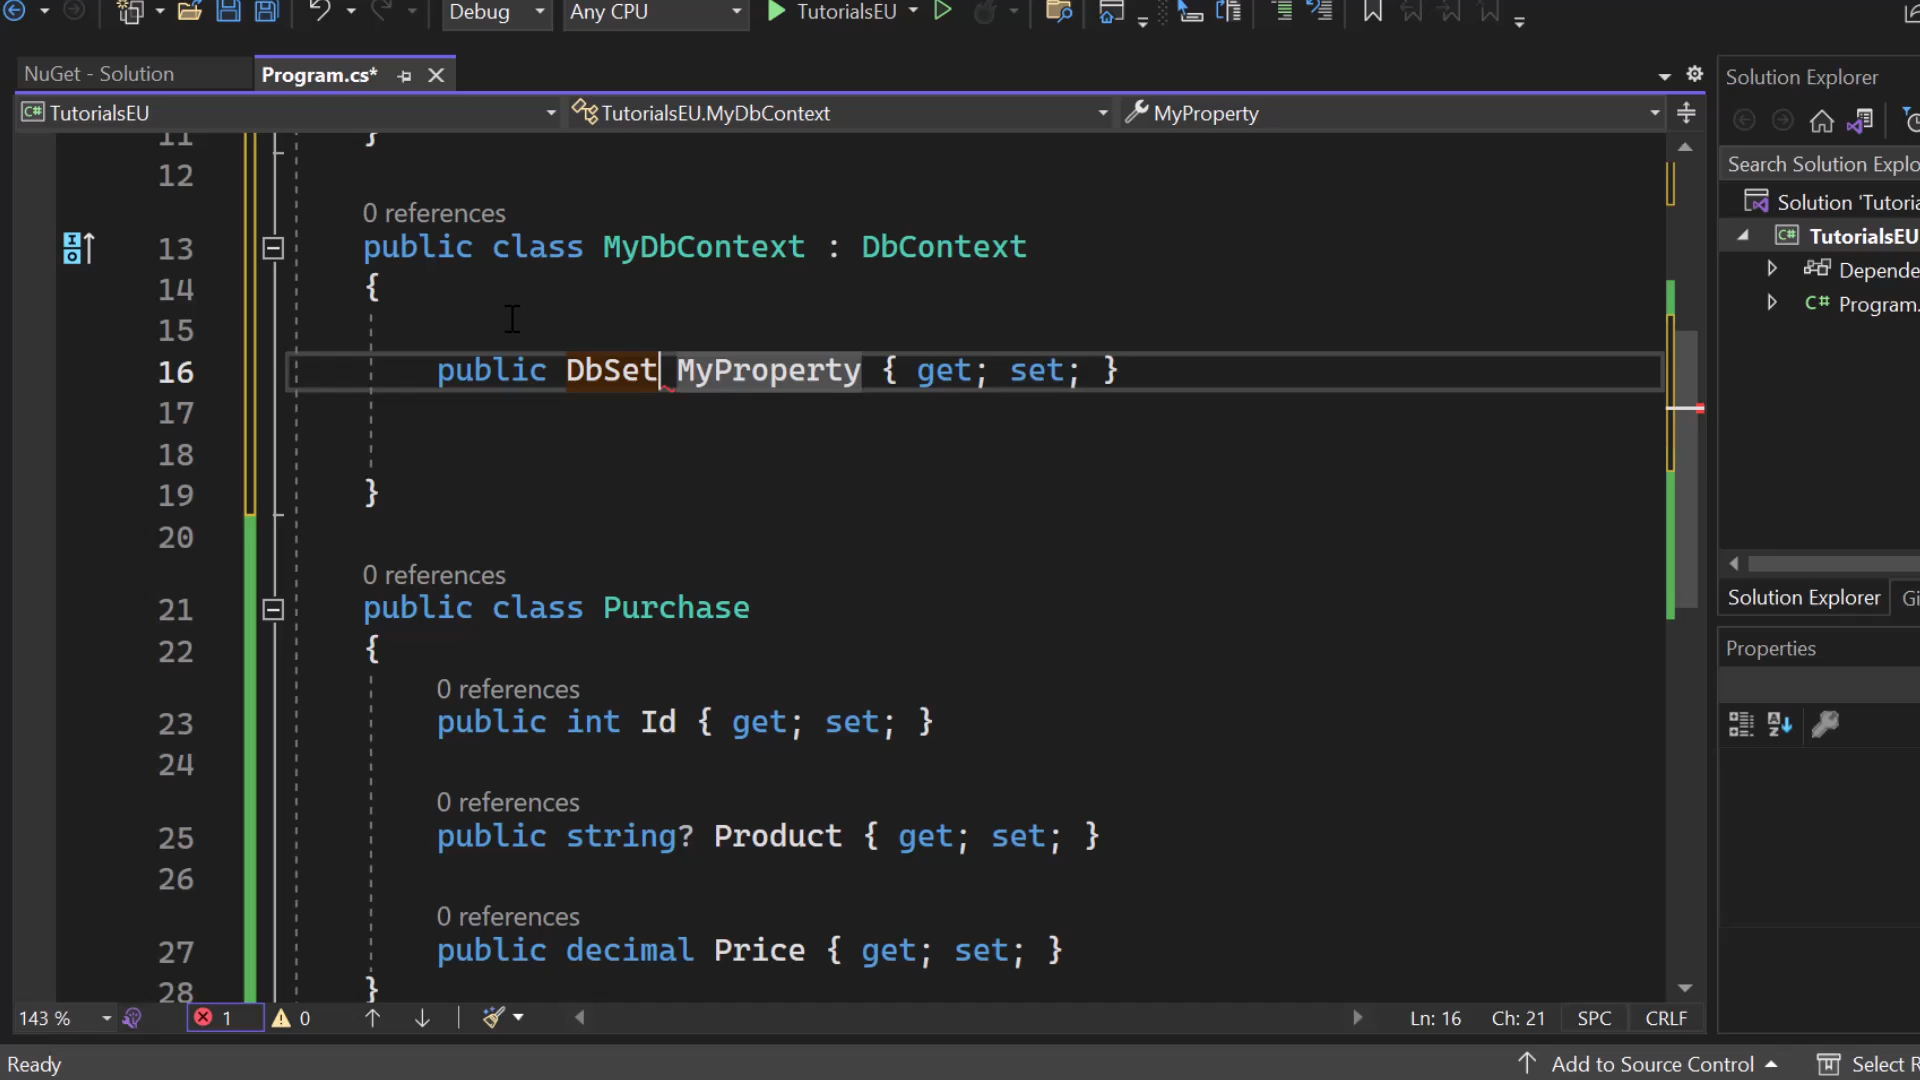 Debug
Any CPU
TutorialsEU
NuGet - Solution
Program.cs*
TutorialsEU
TutorialsEU.MyDbContext
MyProperty
11 }
12
0 references
13 public class MyDbContext : DbContext
14 {
15
16 public DbSet MyProperty { get; set; }
17
18
19 }
20
0 references
21 public class Purchase
22 {
0 references
23 public int Id { get; set; }
24
0 references
25 public string? Product { get; set; }
26
0 references
27 public decimal Price { get; set; }
28 }
143 %
1
0
Ln: 16
Ch: 21
SPC
CRLF
Ready
Add to Source Control
Select R
Solution Explorer
Search Solution Explo
Solution 'Tutoria
C# TutorialsEU
Depende
C# Program.
Solution Explorer
Gi
Properties